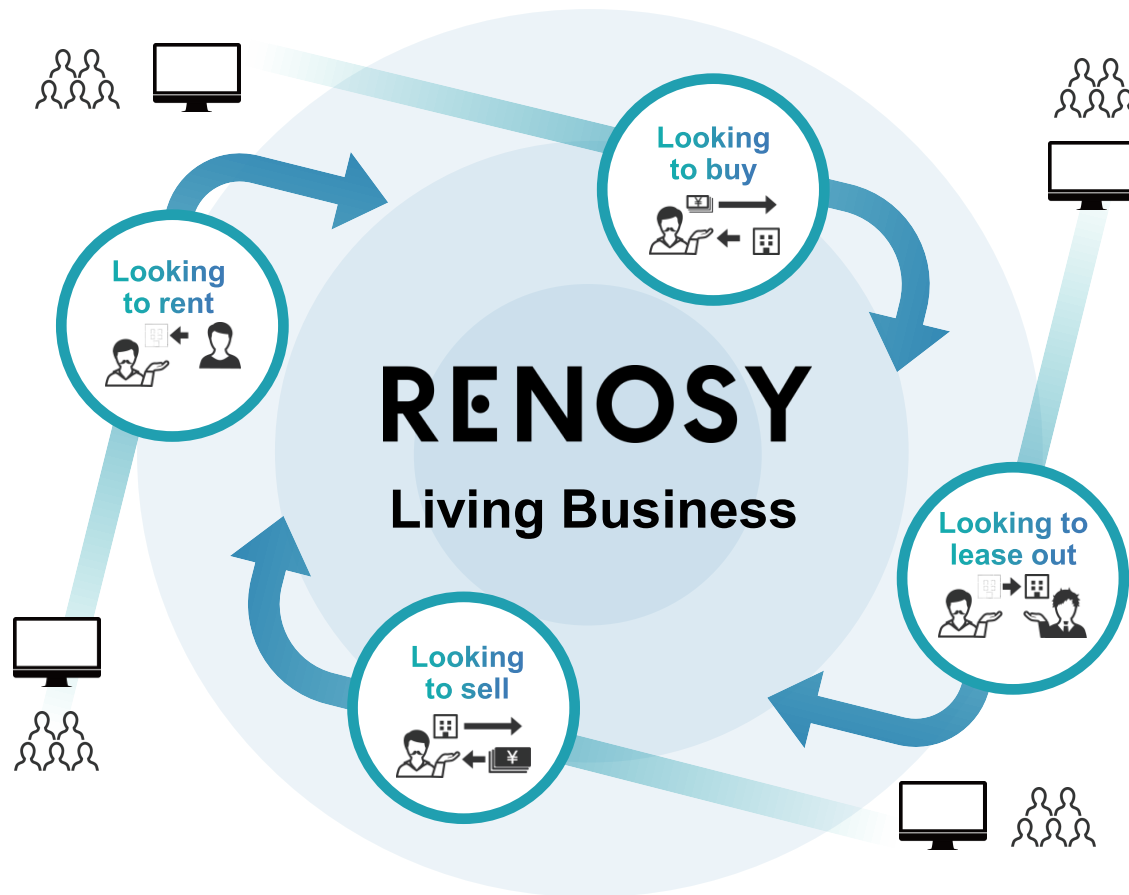 Looking
to buy
¥
Looking
to rent
RENOSY
Living Business
Looking to
lease out
Looking
to sell
¥